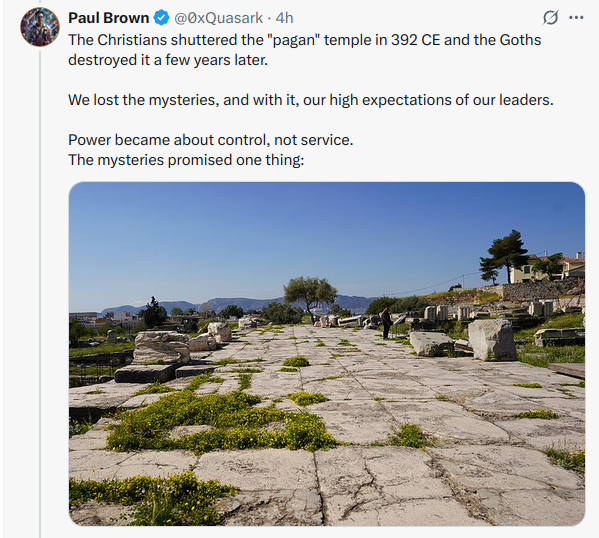 Paul Brown @0xQuasark · 4h
The Christians shuttered the "pagan" temple in 392 CE and the Goths
destroyed it a few years later.
We lost the mysteries, and with it, our high expectations of our leaders.
Power became about control, not service.
The mysteries promised one thing: